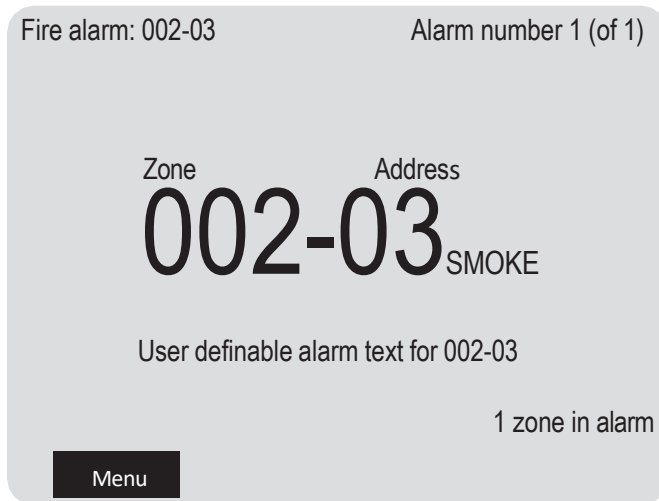 Fire alarm: 002-03 Alarm number 1 (of 1)
Zone Address
002-03 SMOKE
User definable alarm text for 002-03
1 zone in alarm
Menu